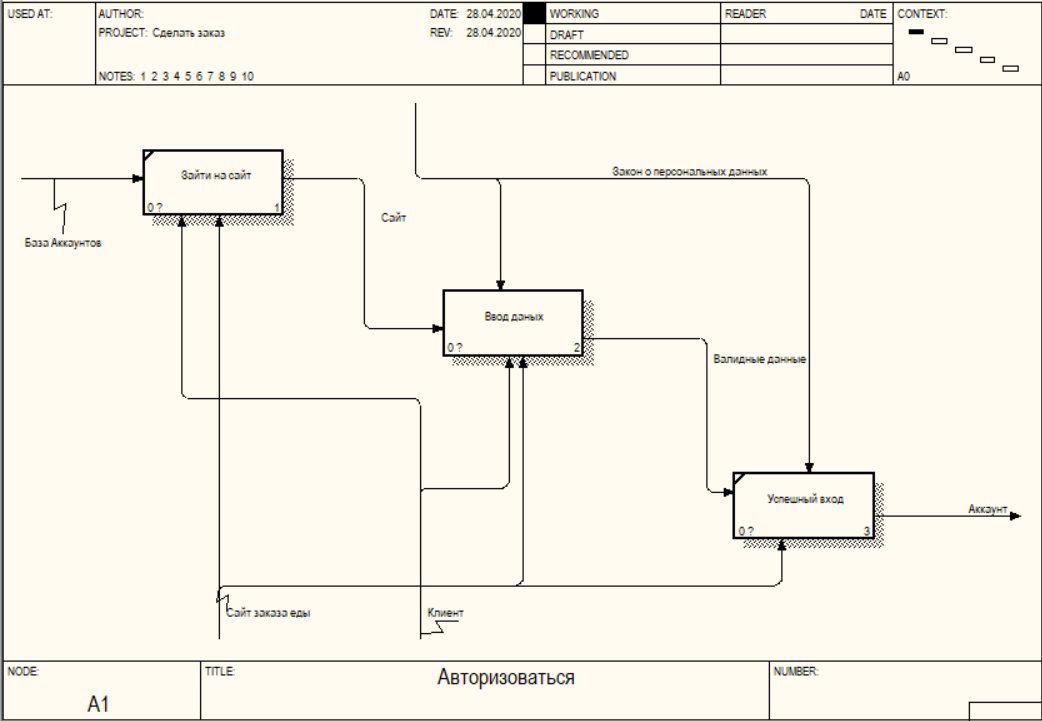 USED AT:
AUTHOR:
DATE: 28.04.2020
WORKING
READER
DATE
CONTEXT:
PROJECT: Сделать заказ
REV: 28.04.2020
DRAFT
RECOMMENDED
NOTES: 1 2 3 4 5 6 7 8 9 10
PUBLICATION
A0
Закон о персональных данных
Зайти на сайт
0 ?
1
Сайт
База Аккаунтов
Ввод даных
0 ?
2
Валидные данные
Успешный вход
0 ?
3
Аккаунт
Сайт заказа еды
Клиент
NODE:
TITLE:
NUMBER:
Авторизоваться
A1